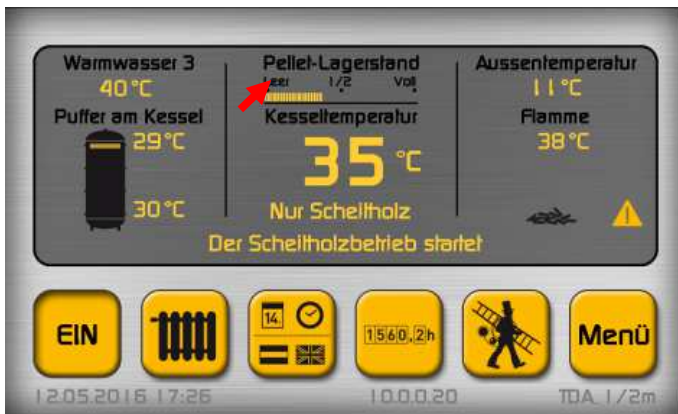 Warmwasser 3
40°C
Pellet-Lagerstand
Leer 1/2 Voll
Aussentemperatur
11°C
Puffer am Kessel
29°C
30°C
Kesseltemperatur
35°C
Flamme
38°C
Nur Scheitholz
Der Scheitholzbetrieb startet
EIN
14.
1560,2h
Menü
12.05.2016 17:26
10.0.0.20
TDA 1/2m